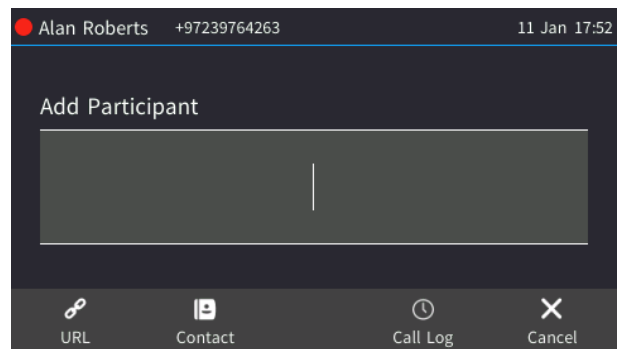 Alan Roberts +97239764263 11 Jan 17:52
Add Participant
URL Contact Call Log Cancel